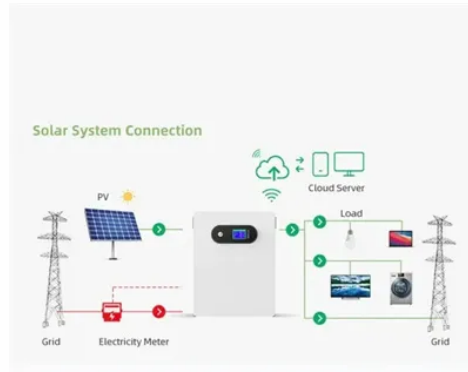 Solar System Connection
Cloud Server
PV
Load
Grid
Electricity Meter
Grid